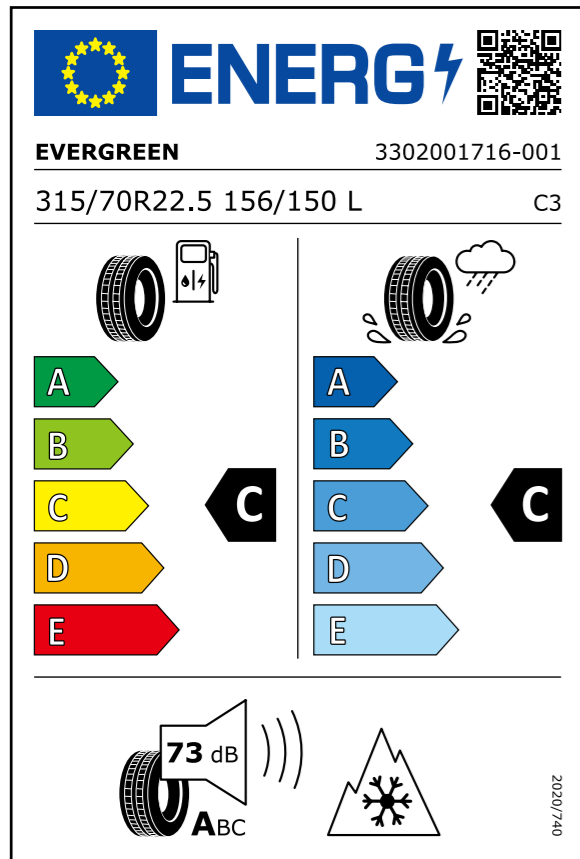 ENERG
EVERGREEN 3302001716-001
315/70R22.5 156/150 L C3
A A
B B
C C C C
D D
E E
73 dB
ABC
2020/740